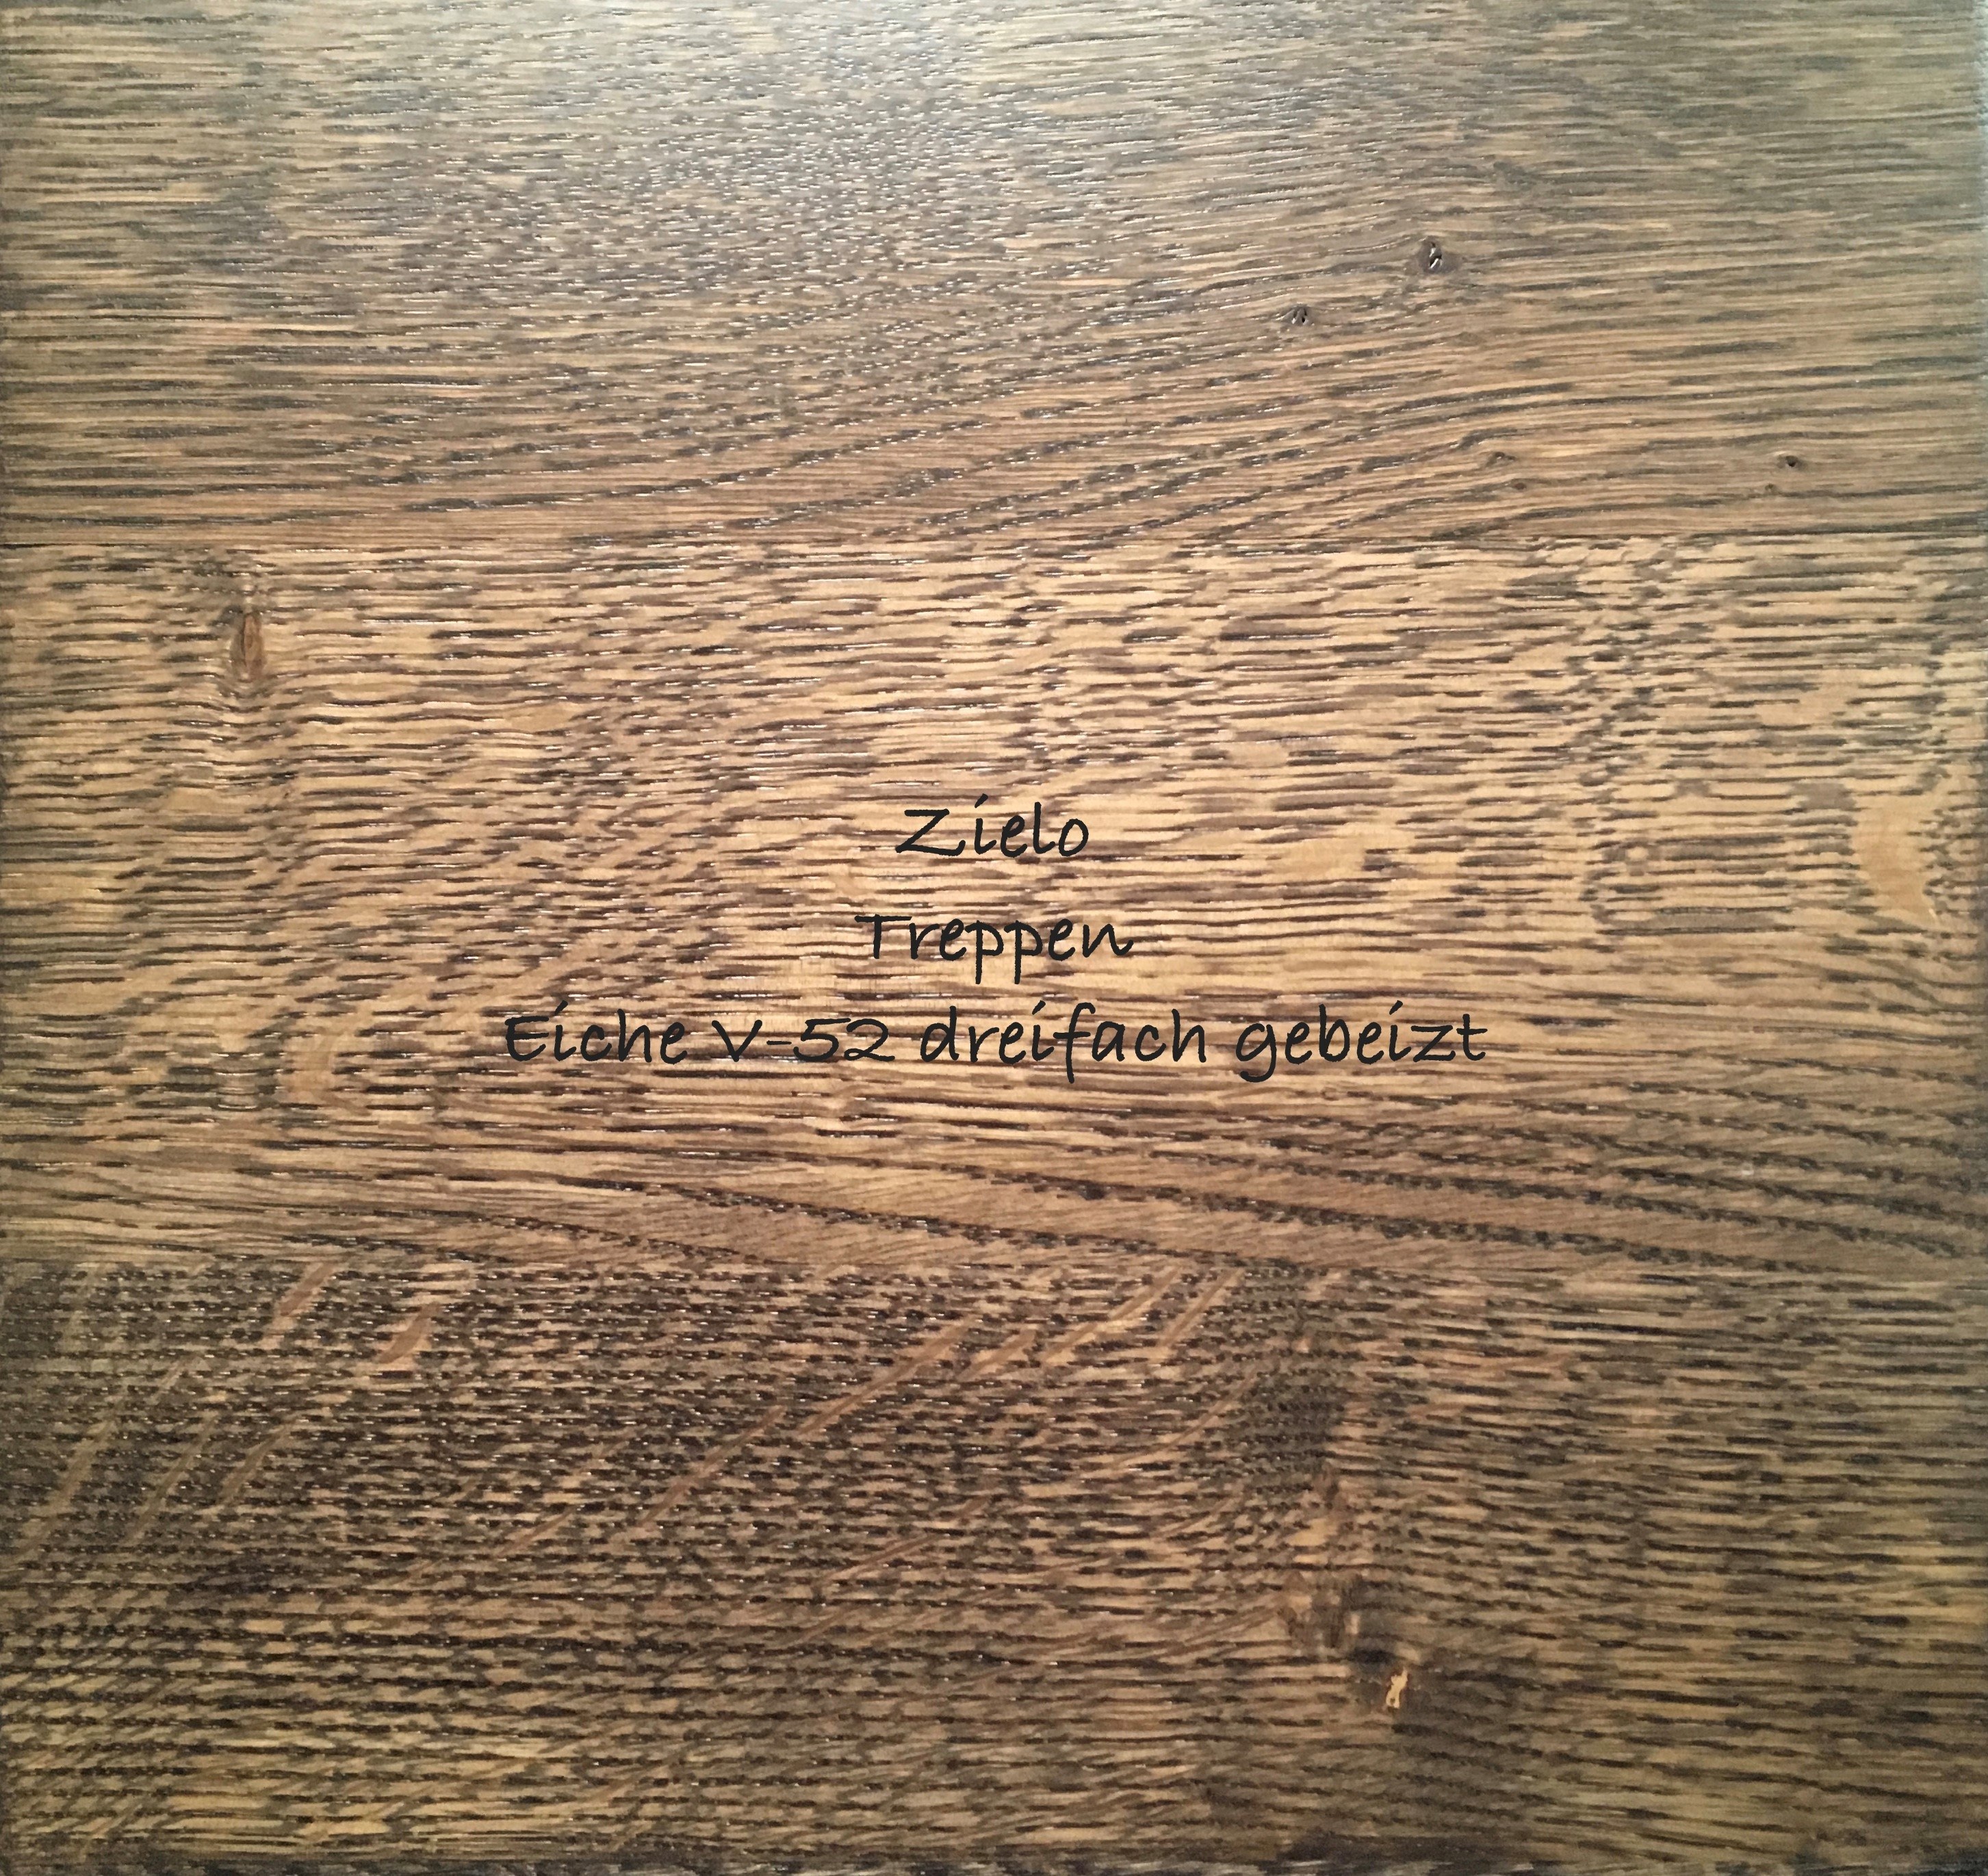 Zielo
Treppen
Eiche V-52 dreifach gebeizt